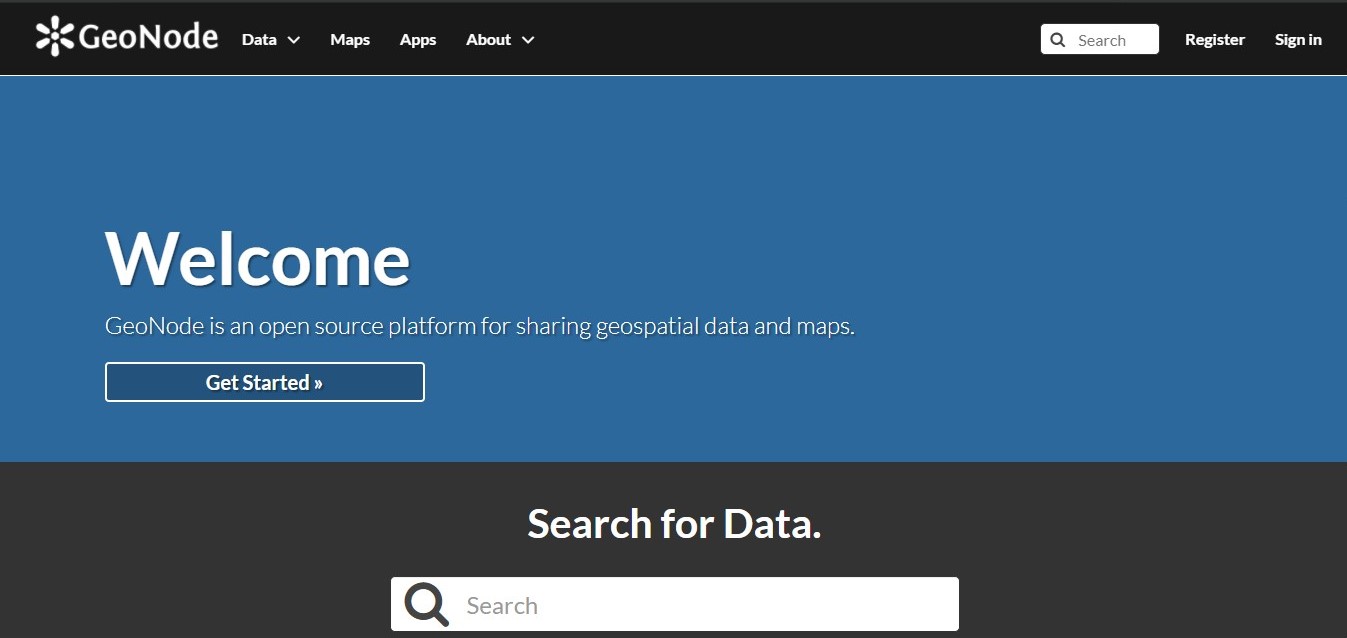 GeoNode Data Maps Apps About Search Register Sign in
Welcome
GeoNode is an open source platform for sharing geospatial data and maps.
Get Started »
Search for Data.
Search